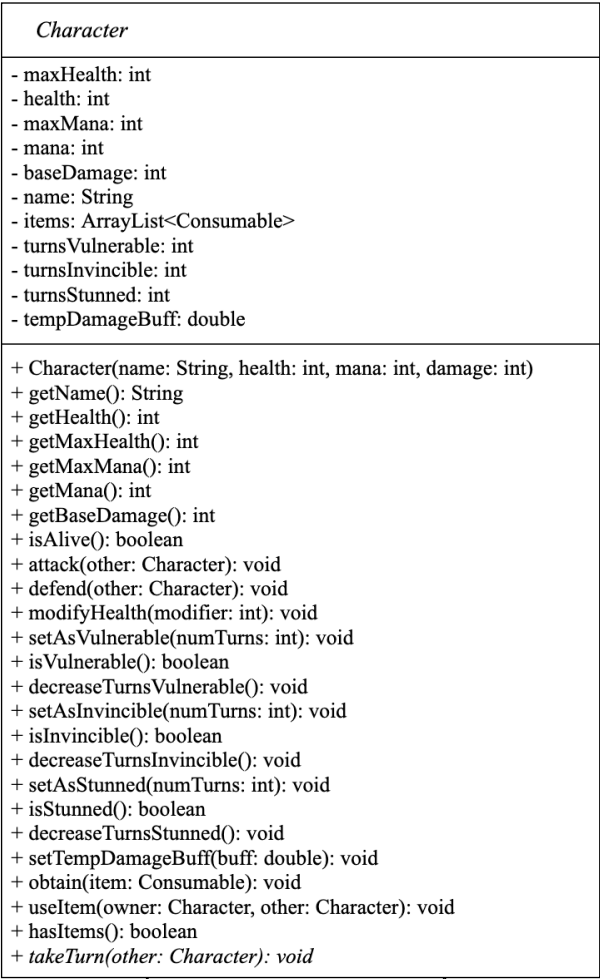 Character
- maxHealth: int
- health: int
- maxMana: int
- mana: int
- baseDamage: int
- name: String
- items: ArrayList<Consumable>
- turnsVulnerable: int
- turnsInvincible: int
- turnsStunned: int
- tempDamageBuff: double
+ Character(name: String, health: int, mana: int, damage: int)
+ getName(): String
+ getHealth(): int
+ getMaxHealth(): int
+ getMaxMana(): int
+ getMana(): int
+ getBaseDamage(): int
+ isAlive(): boolean
+ attack(other: Character): void
+ defend(other: Character): void
+ modifyHealth(modifier: int): void
+ setAsVulnerable(numTurns: int): void
+ isVulnerable(): boolean
+ decreaseTurnsVulnerable(): void
+ setAsInvincible(numTurns: int): void
+ isInvincible(): boolean
+ decreaseTurnsInvincible(): void
+ setAsStunned(numTurns: int): void
+ isStunned(): boolean
+ decreaseTurnsStunned(): void
+ setTempDamageBuff(buff: double): void
+ obtain(item: Consumable): void
+ useItem(owner: Character, other: Character): void
+ hasItems(): boolean
+ takeTurn(other: Character): void